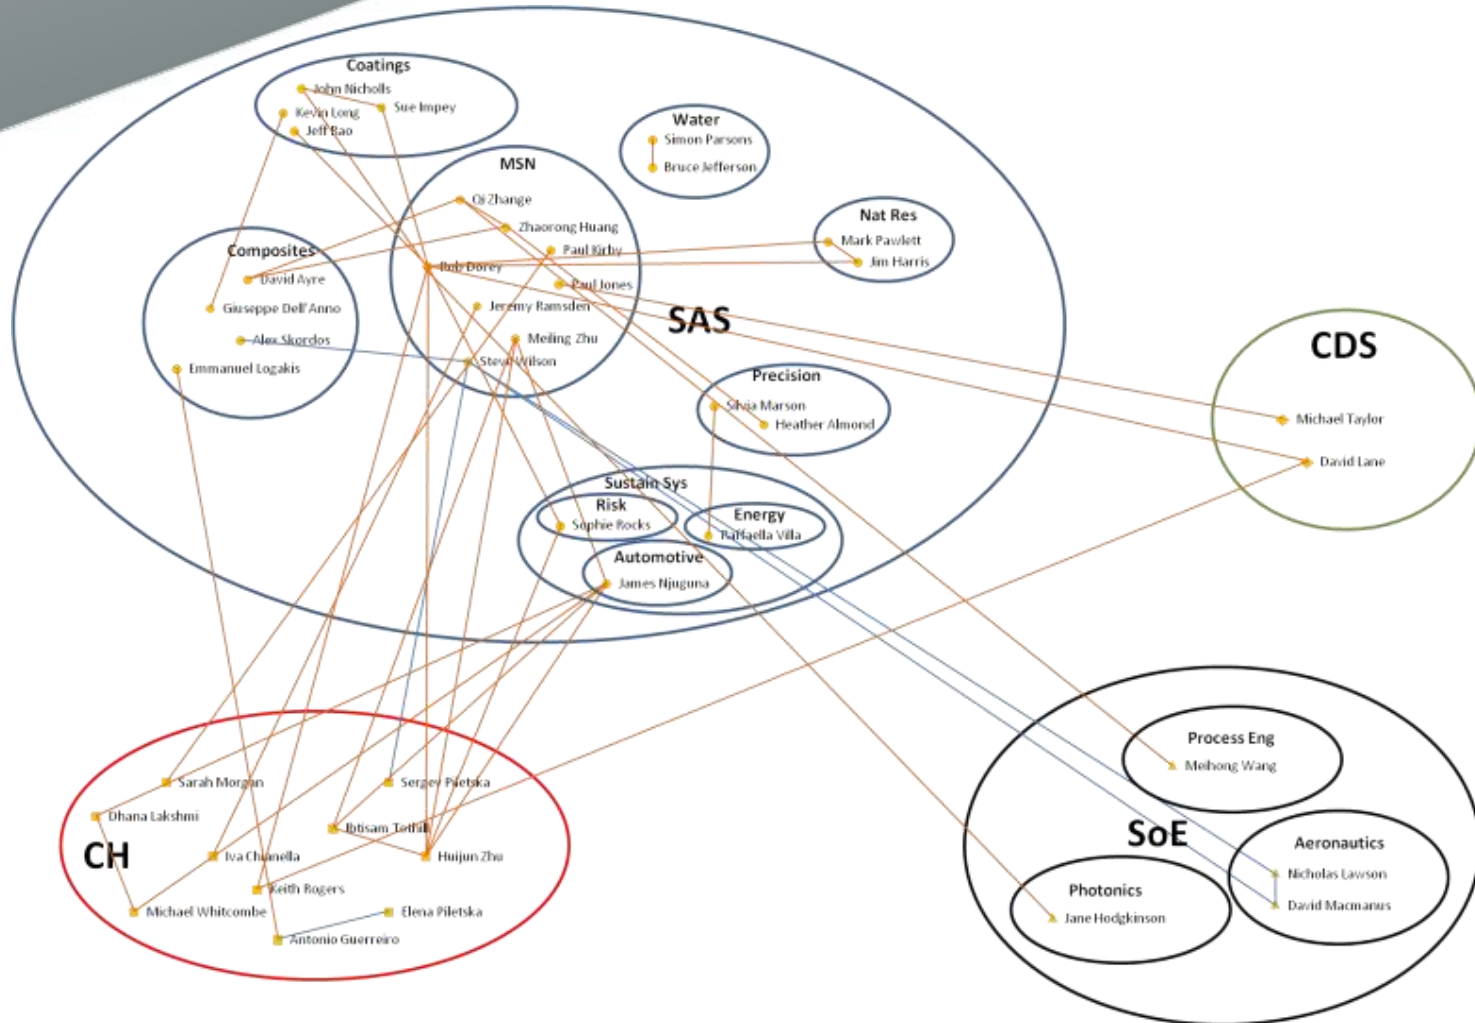 Coatings
John Nicholls
Sue Impey
Kevin Long
Jeff Rao
Water
Simon Parsons
Bruce Jefferson
MSN
Qi Zhange
Zhaorong Huang
Paul Kirby
Rob Dorey
Paul Jones
Jeremy Ramsden
Meiling Zhu
Steve Wilson
Nat Res
Mark Pawlett
Jim Harris
Composites
David Ayre
Giuseppe Dell'Anno
Alex Skordos
Emmanuel Logakis
SAS
CDS
Michael Taylor
David Lane
Precision
Silvia Marson
Heather Almond
Sustain Sys
Risk
Sophie Rocks
Energy
Raffaella Villa
Automotive
James Njuguna
CH
Sarah Morgan
Sergey Piletska
Dhana Lakshmi
Ibtisam Tothill
Iva Chianella
Huijun Zhu
Keith Rogers
Michael Whitcombe
Elena Piletska
Antonio Guerreiro
SoE
Process Eng
Meihong Wang
Aeronautics
Nicholas Lawson
David Macmanus
Photonics
Jane Hodgkinson